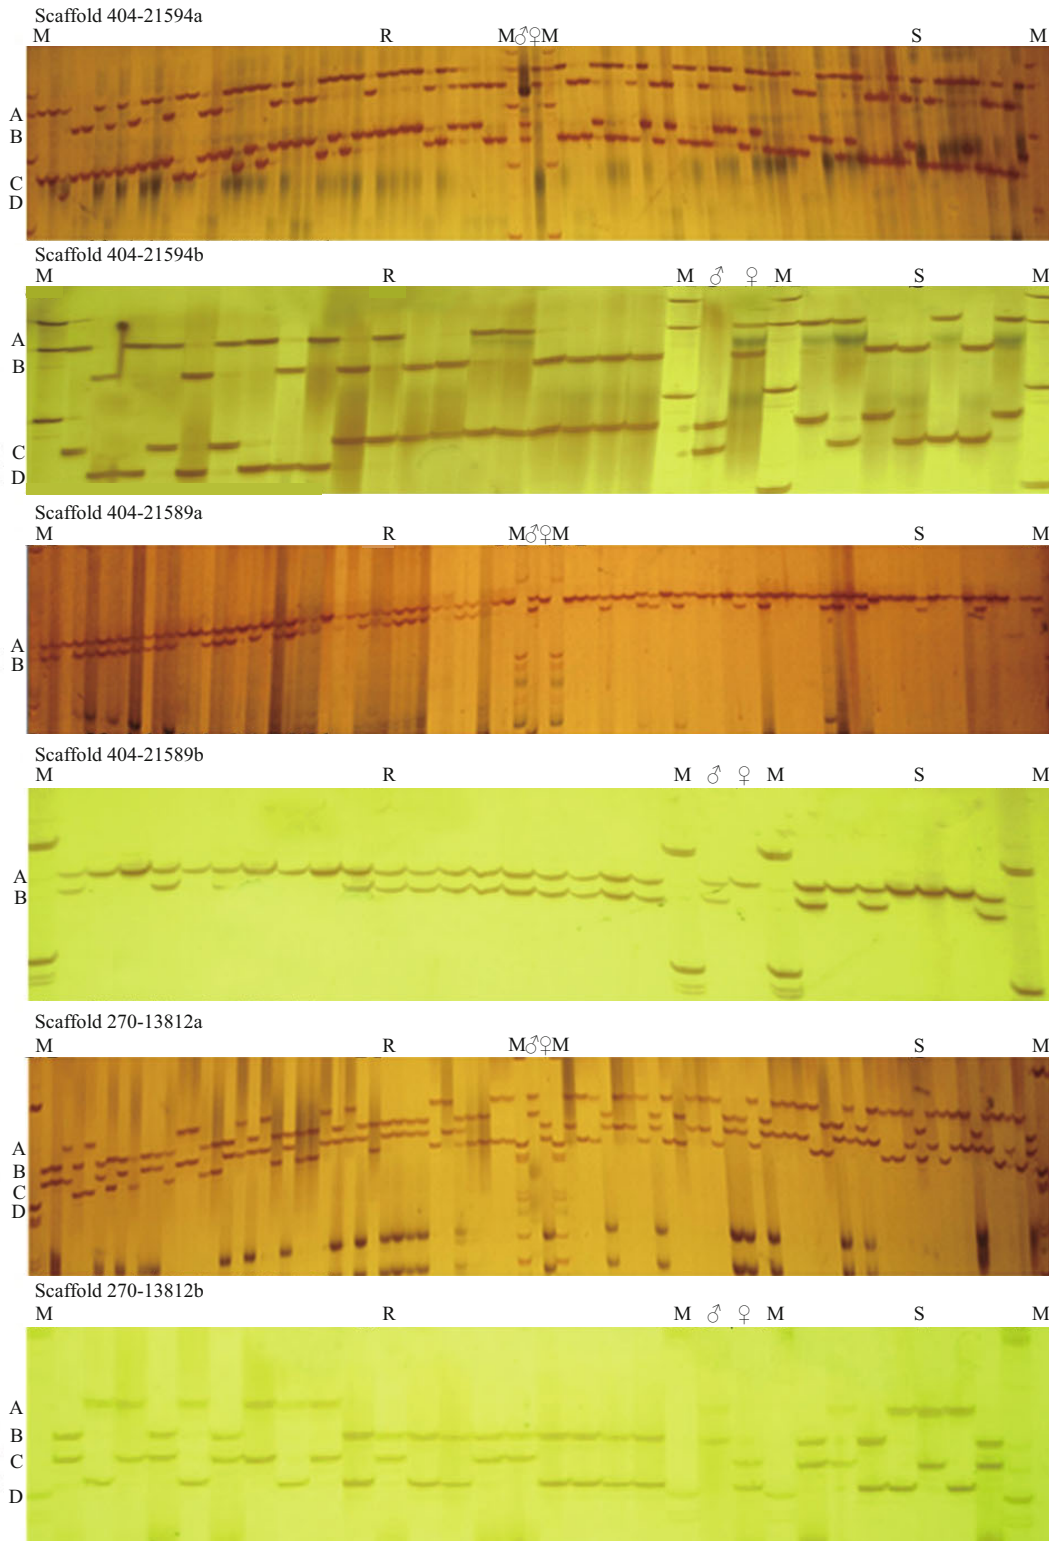 Scaffold 404-21594a
M R M♂♀M S M
A
B
C
D
Scaffold 404-21594b
M R M ♂ ♀ M S M
A
B
C
D
Scaffold 404-21589a
M R M♂♀M S M
A
B
Scaffold 404-21589b
M R M ♂ ♀ M S M
A
B
Scaffold 270-13812a
M R M♂♀M S M
A
B
C
D
Scaffold 270-13812b
M R M ♂ ♀ M S M
A
B
C
D